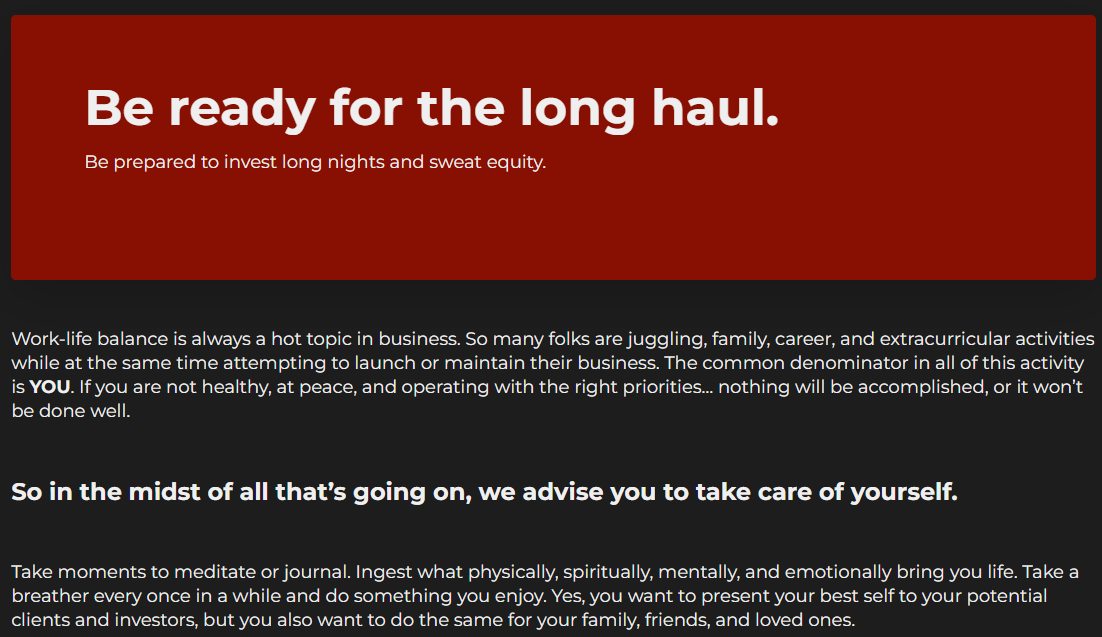 Be ready for the long haul.
Be prepared to invest long nights and sweat equity.
Work-life balance is always a hot topic in business. So many folks are juggling, family, career, and extracurricular activities
while at the same time attempting to launch or maintain their business. The common denominator in all of this activity
is YOU. If you are not healthy, at peace, and operating with the right priorities... nothing will be accomplished, or it won’t
be done well.
So in the midst of all that’s going on, we advise you to take care of yourself.
Take moments to meditate or journal. Ingest what physically, spiritually, mentally, and emotionally bring you life. Take a
breather every once in a while and do something you enjoy. Yes, you want to present your best self to your potential
clients and investors, but you also want to do the same for your family, friends, and loved ones.